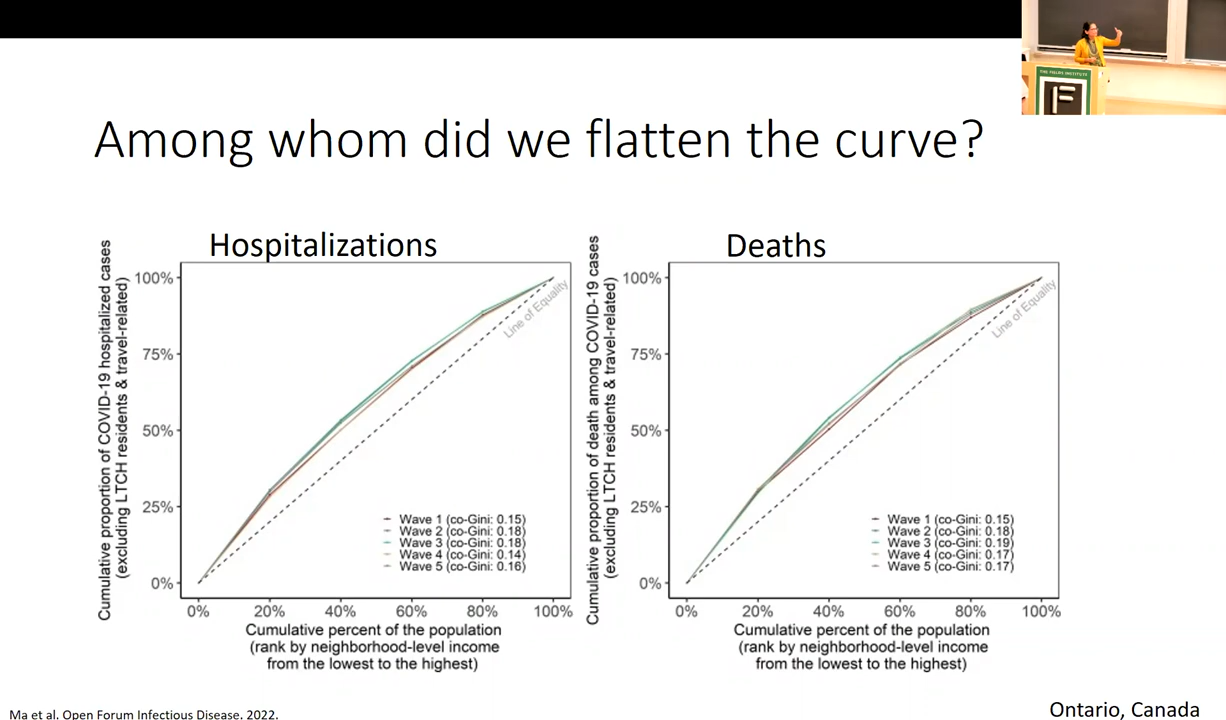 THE FIELDS INSTITUTE
F
Among whom did we flatten the curve?
Hospitalizations
Cumulative proportion of COVID-19 hospitalized cases
(excluding LTCH residents & travel-related)
100%
75%
50%
25%
0%
Line of Equality
Wave 1 (co-Gini: 0.15)
Wave 2 (co-Gini: 0.18)
Wave 3 (co-Gini: 0.18)
Wave 4 (co-Gini: 0.14)
Wave 5 (co-Gini: 0.16)
0% 20% 40% 60% 80% 100%
Cumulative percent of the population
(rank by neighborhood-level income
from the lowest to the highest)
Deaths
Cumulative proportion of death among COVID-19 cases
(excluding LTCH residents & travel-related)
100%
75%
50%
25%
0%
Line of Equality
Wave 1 (co-Gini: 0.15)
Wave 2 (co-Gini: 0.18)
Wave 3 (co-Gini: 0.19)
Wave 4 (co-Gini: 0.17)
Wave 5 (co-Gini: 0.17)
0% 20% 40% 60% 80% 100%
Cumulative percent of the population
(rank by neighborhood-level income
from the lowest to the highest)
Ma et al. Open Forum Infectious Disease. 2022.
Ontario, Canada